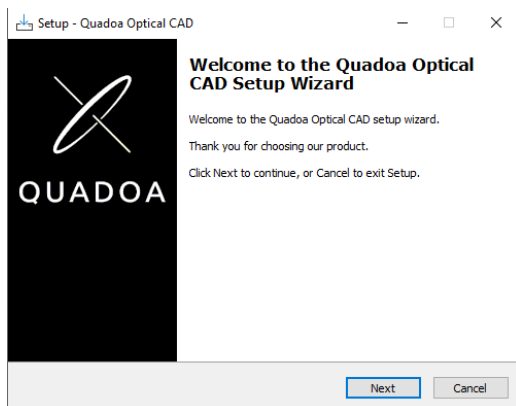 Setup - Quadoa Optical CAD
QUADOA
Welcome to the Quadoa Optical
CAD Setup Wizard
Welcome to the Quadoa Optical CAD setup wizard.
Thank you for choosing our product.
Click Next to continue, or Cancel to exit Setup.
Next
Cancel